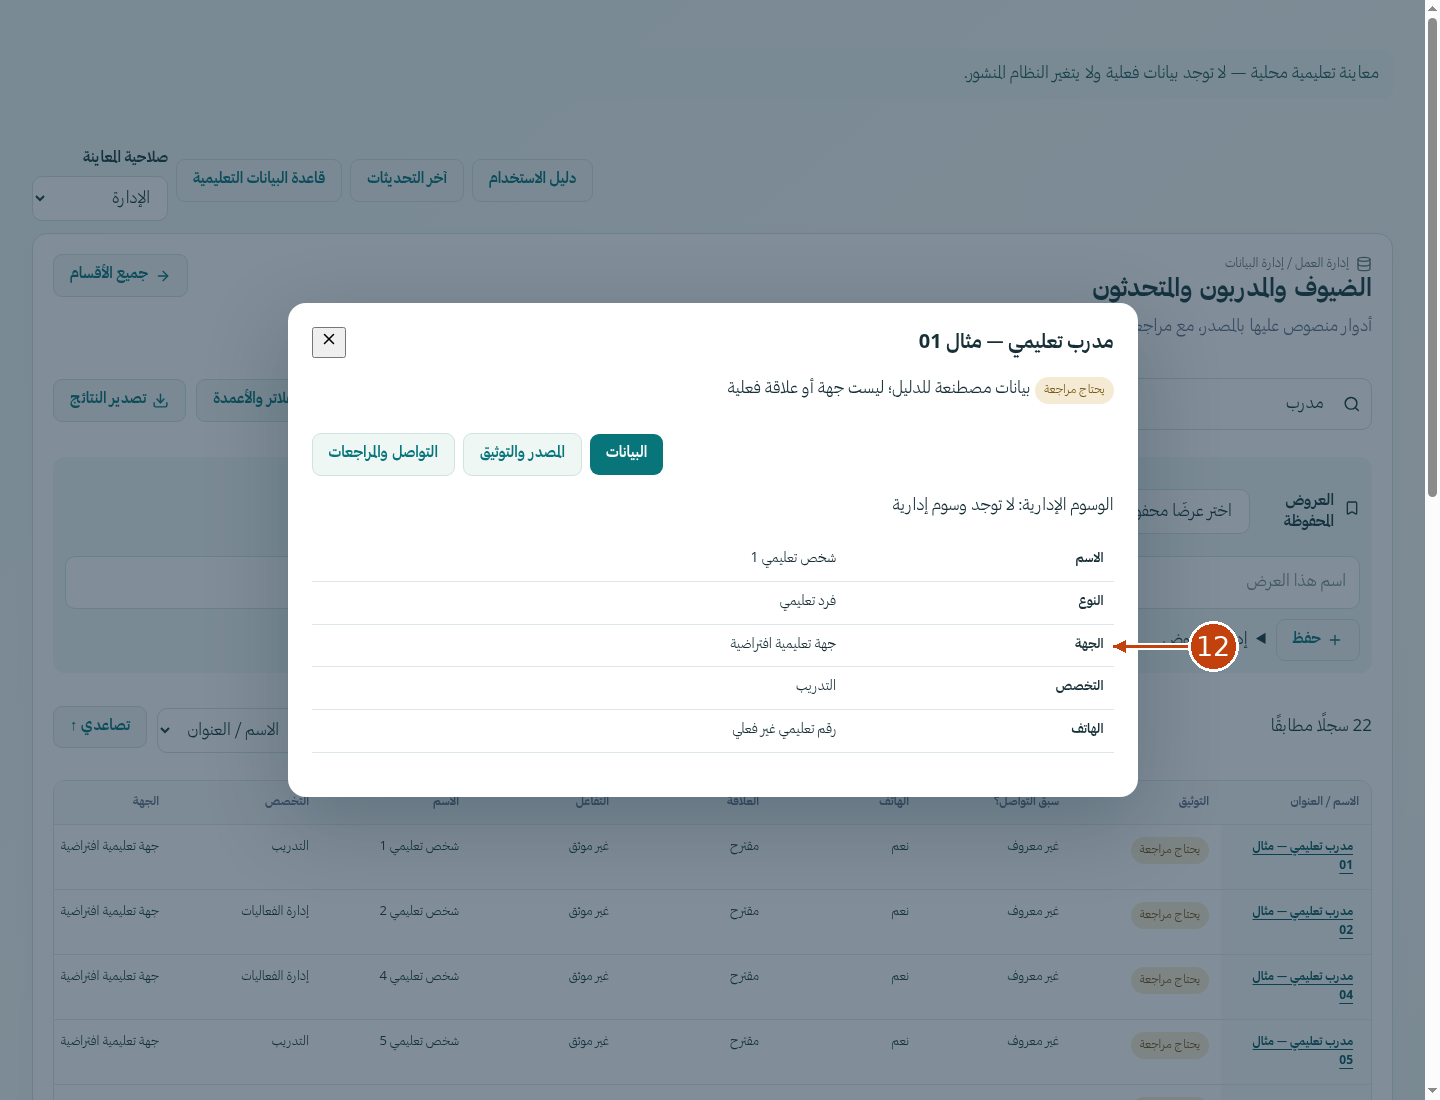 معاينة تعليمية محلية — لا توجد بيانات فعلية ولا يتغير النظام المنشور.
صلاحية المعاينة
دليل الاستخدام
آخر التحديثات
قاعدة البيانات التعليمية
الإدارة
إدارة العمل / إدارة البيانات
الضيوف والمدربون والمتحدثون
جميع الأقسام
أدوار منصوص عليها بالمصدر، مع
مدرب
تصدير النتائج
العروض المحفوظة
اسم هذا العرض
حفظ
22 سجلًا مطابقًا
الاسم / العنوان
تصاعدي ↑
مدرب تعليمي — مثال 01
×
يحتاج مراجعة بيانات مصطنعة للدليل؛ ليست جهة أو علاقة فعلية
البيانات
المصدر والتوثيق
التواصل والمراجعات
الوسوم الإدارية: لا توجد وسوم إدارية
الاسم شخص تعليمي 1
النوع فرد تعليمي
الجهة جهة تعليمية افتراضية
12
التخصص التدريب
الهاتف رقم تعليمي غير فعلي
الاسم / العنوان التوثيق سبق التواصل؟ الهاتف العلاقة التفاعل الاسم التخصص الجهة
مدرب تعليمي — مثال 01 يحتاج مراجعة غير معروف نعم مقترح غير موثق شخص تعليمي 1 التدريب جهة تعليمية افتراضية
مدرب تعليمي — مثال 02 يحتاج مراجعة غير معروف نعم مقترح غير موثق شخص تعليمي 2 إدارة الفعاليات جهة تعليمية افتراضية
مدرب تعليمي — مثال 04 يحتاج مراجعة غير معروف نعم مقترح غير موثق شخص تعليمي 4 إدارة الفعاليات جهة تعليمية افتراضية
مدرب تعليمي — مثال 05 يحتاج مراجعة غير معروف نعم مقترح غير موثق شخص تعليمي 5 التدريب جهة تعليمية افتراضية